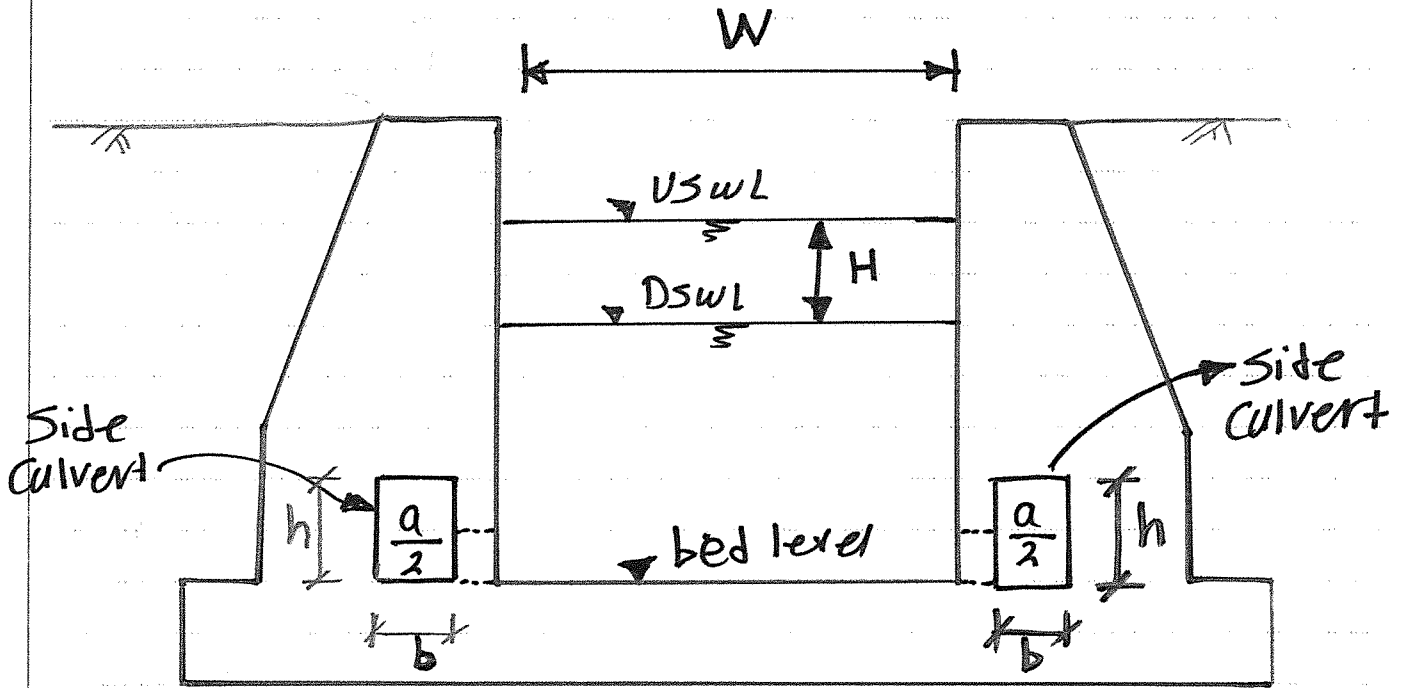 W
USWL
H
DSWL
Side
culvert
Side
culvert
h
a/2
bed level
a/2
h
b
b